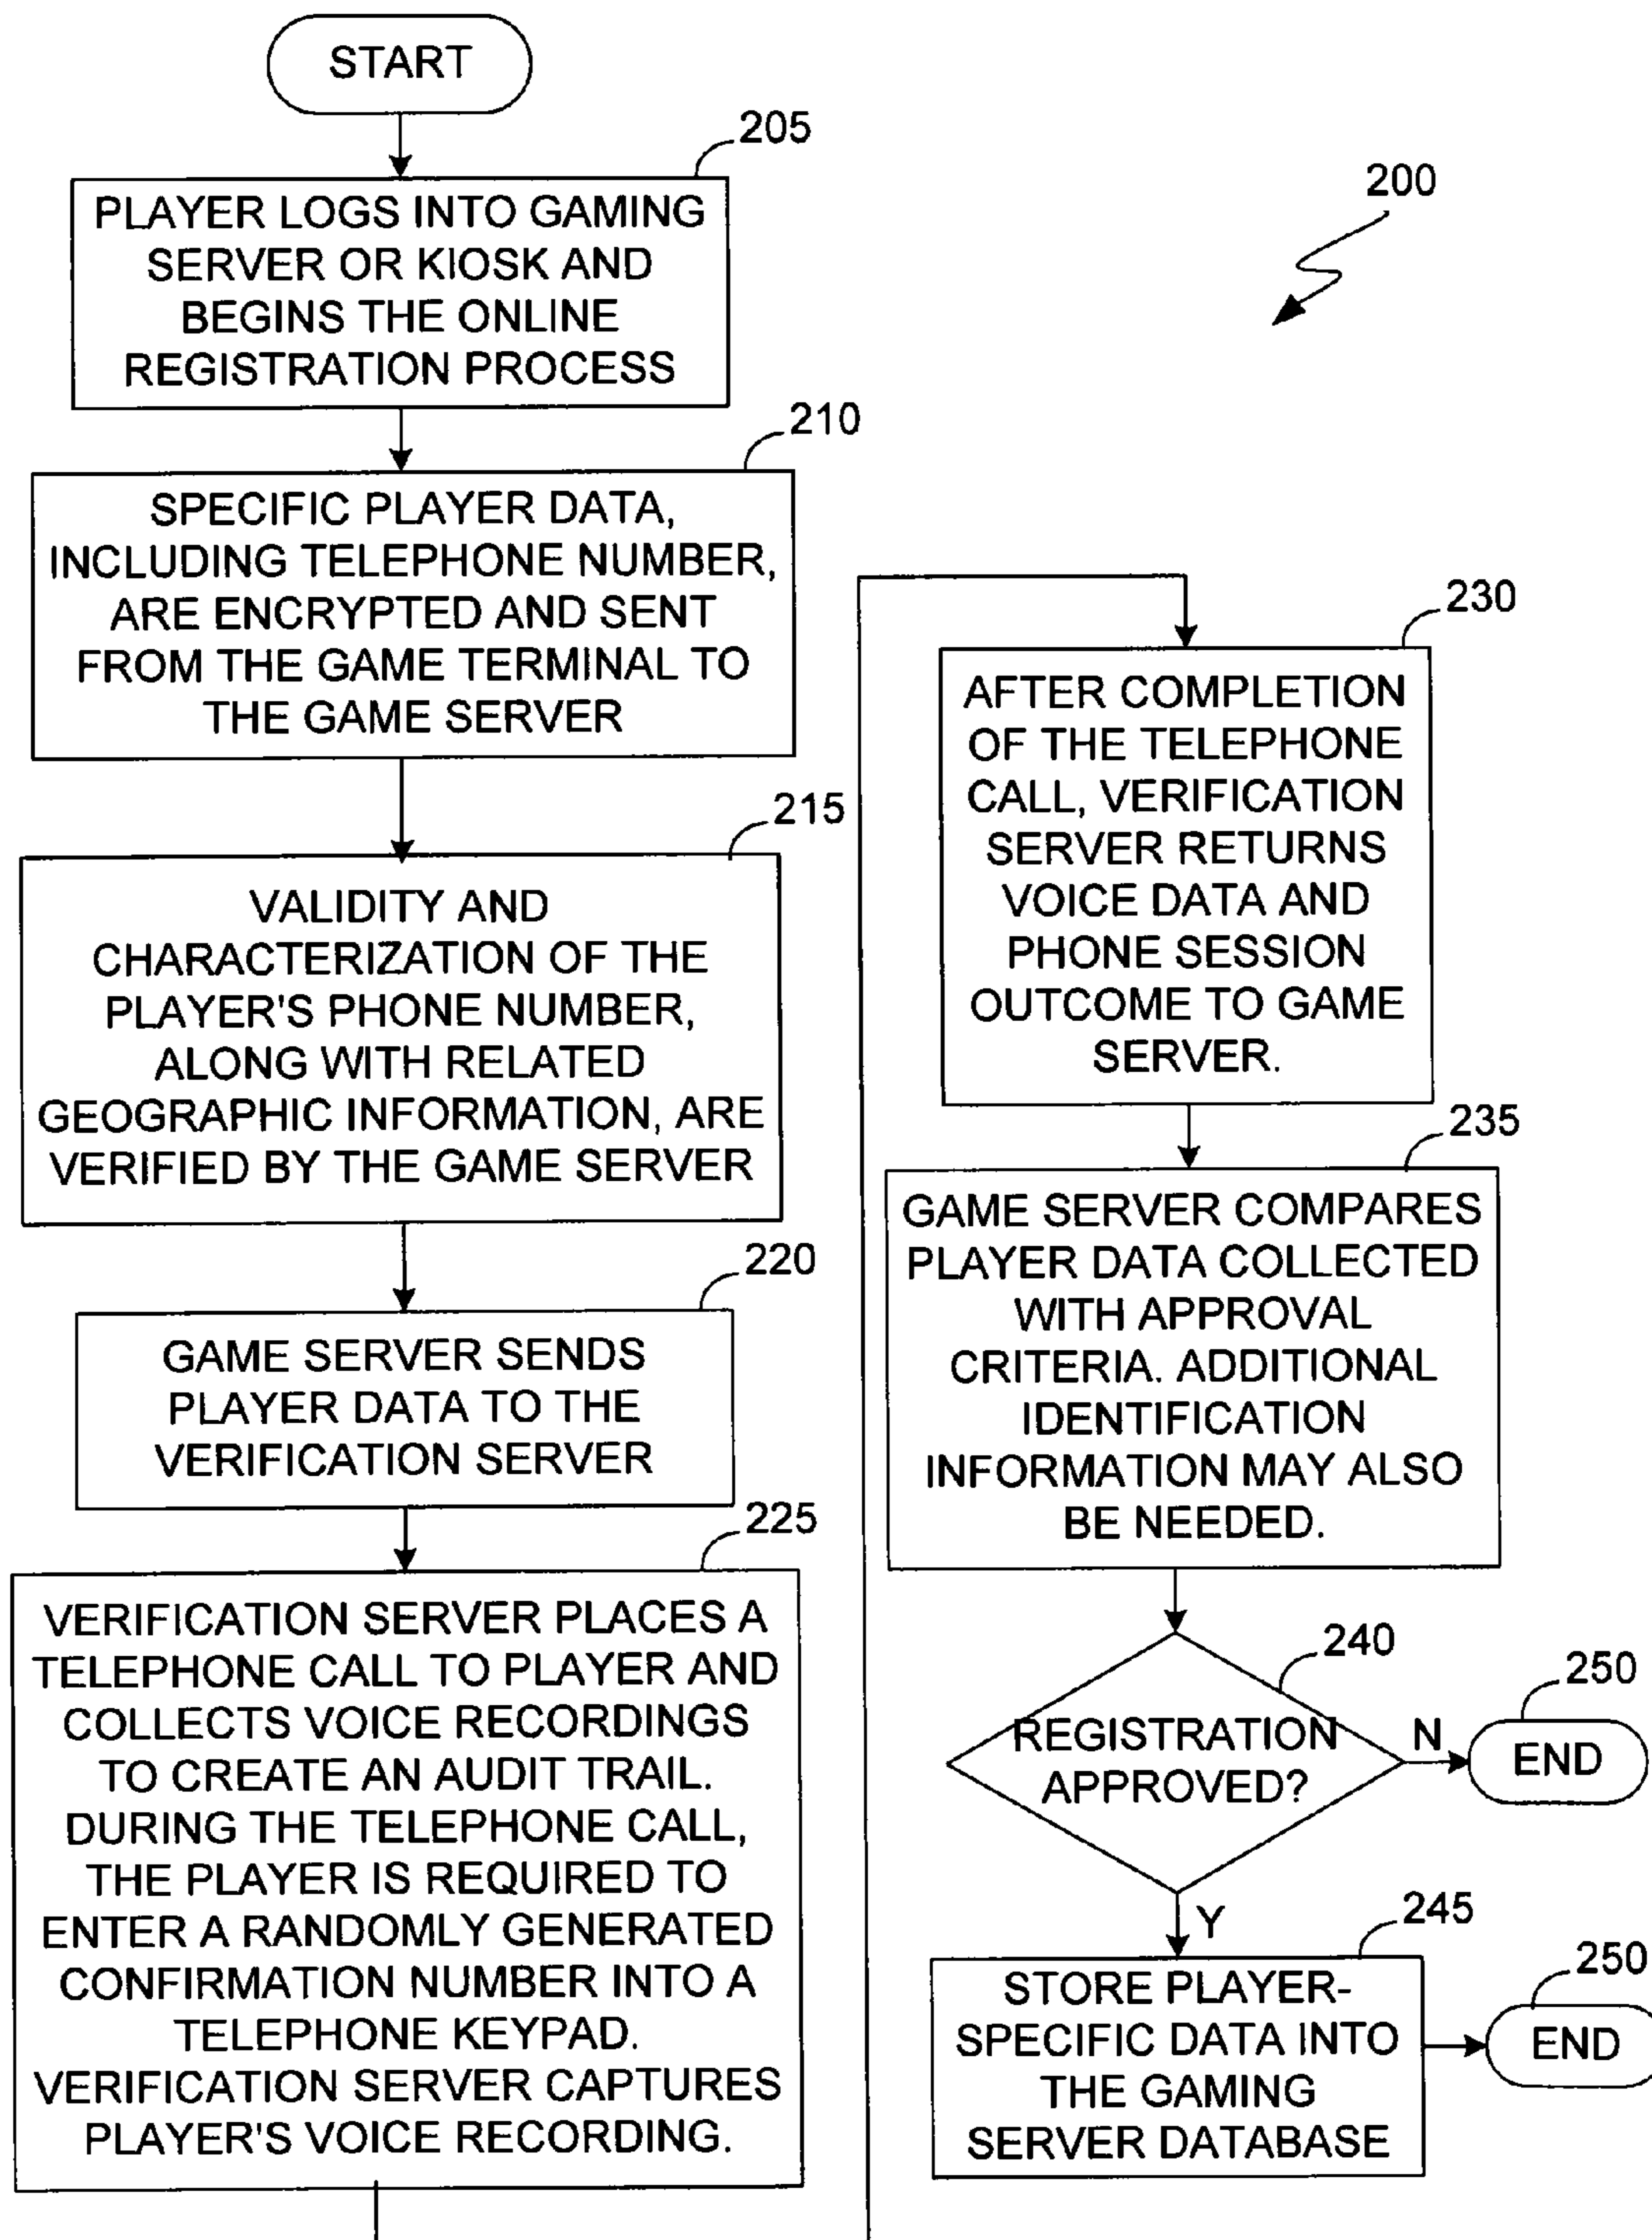 START
205
PLAYER LOGS INTO GAMING
SERVER OR KIOSK AND
BEGINS THE ONLINE
REGISTRATION PROCESS
210
SPECIFIC PLAYER DATA,
INCLUDING TELEPHONE NUMBER,
ARE ENCRYPTED AND SENT
FROM THE GAME TERMINAL TO
THE GAME SERVER
215
VALIDITY AND
CHARACTERIZATION OF THE
PLAYER'S PHONE NUMBER,
ALONG WITH RELATED
GEOGRAPHIC INFORMATION, ARE
VERIFIED BY THE GAME SERVER
220
GAME SERVER SENDS
PLAYER DATA TO THE
VERIFICATION SERVER
225
VERIFICATION SERVER PLACES A
TELEPHONE CALL TO PLAYER AND
COLLECTS VOICE RECORDINGS
TO CREATE AN AUDIT TRAIL.
DURING THE TELEPHONE CALL,
THE PLAYER IS REQUIRED TO
ENTER A RANDOMLY GENERATED
CONFIRMATION NUMBER INTO A
TELEPHONE KEYPAD.
VERIFICATION SERVER CAPTURES
PLAYER'S VOICE RECORDING.
200
230
AFTER COMPLETION
OF THE TELEPHONE
CALL, VERIFICATION
SERVER RETURNS
VOICE DATA AND
PHONE SESSION
OUTCOME TO GAME
SERVER.
235
GAME SERVER COMPARES
PLAYER DATA COLLECTED
WITH APPROVAL
CRITERIA. ADDITIONAL
IDENTIFICATION
INFORMATION MAY ALSO
BE NEEDED.
240
REGISTRATION
APPROVED?
N
250
END
Y
245
STORE PLAYER-
SPECIFIC DATA INTO
THE GAMING
SERVER DATABASE
250
END